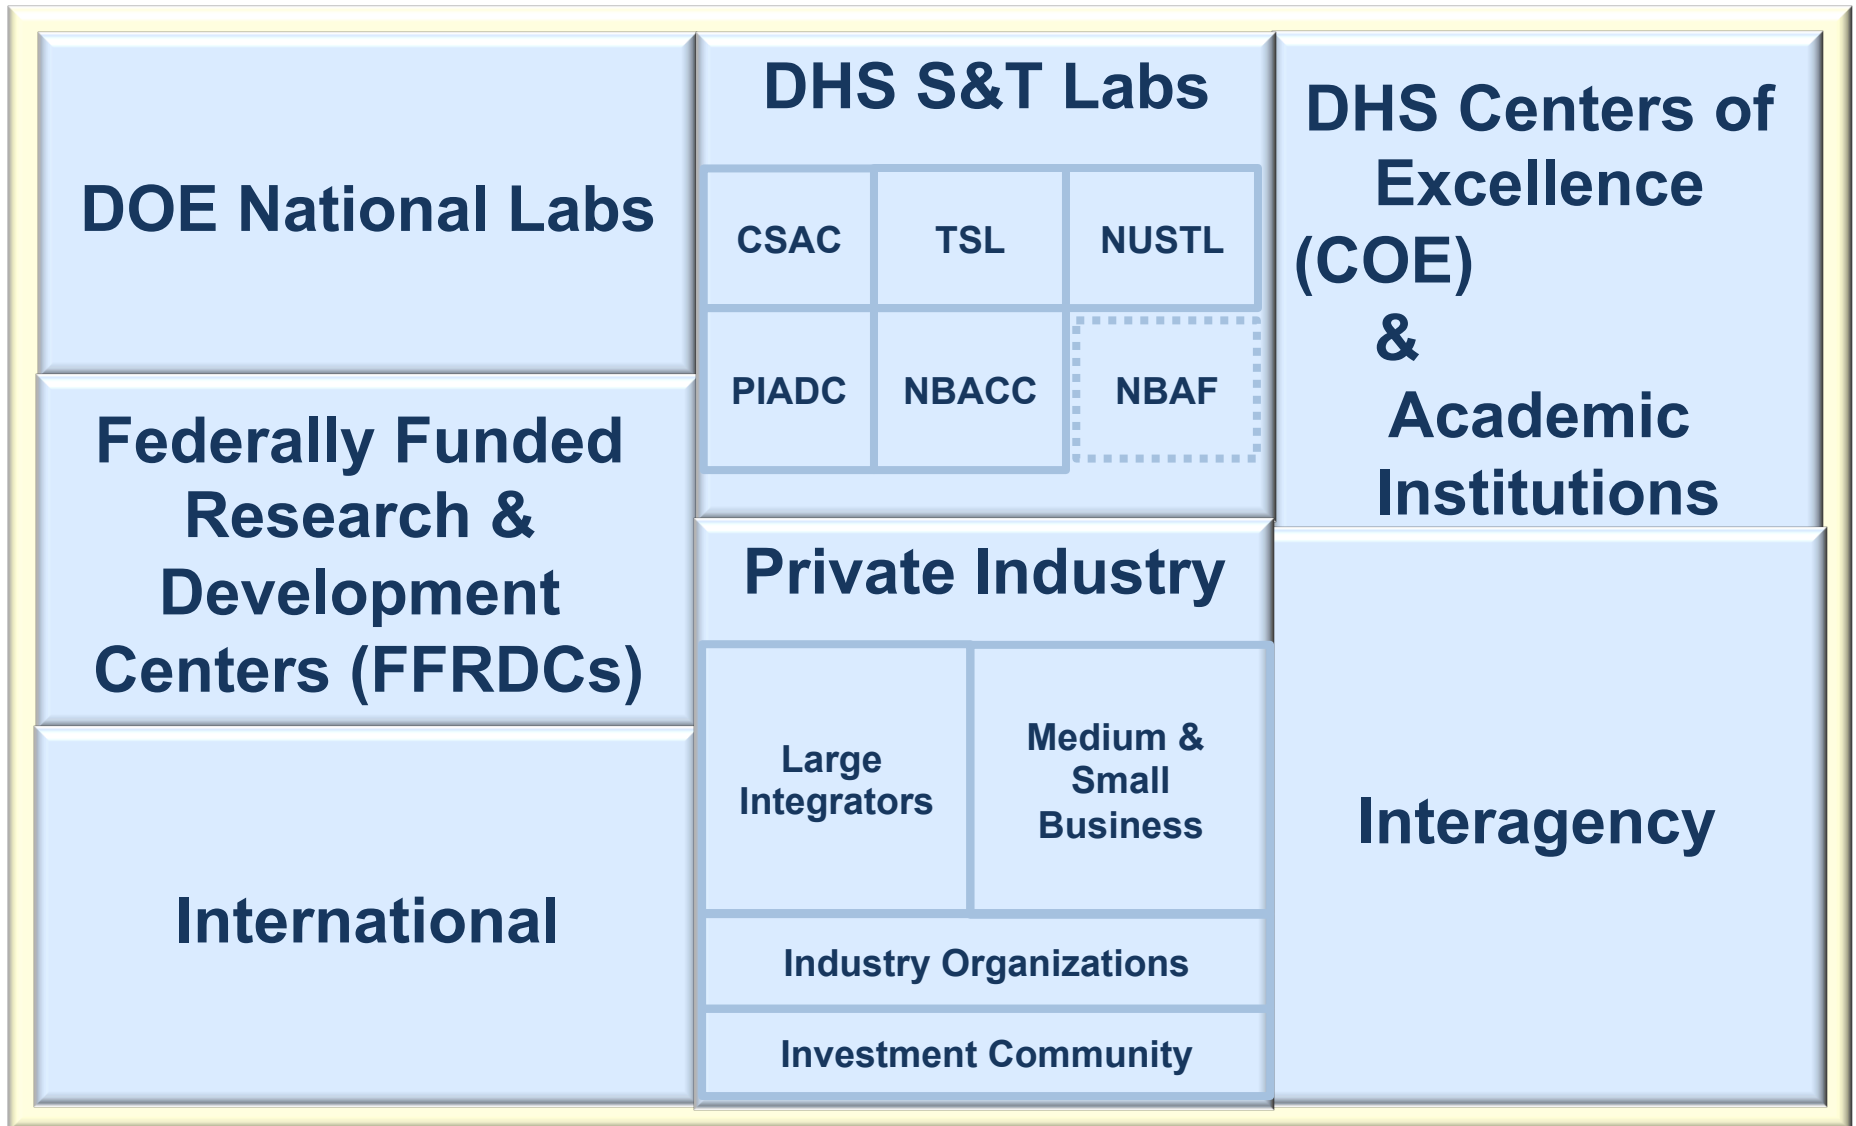 DOE National Labs
Federally Funded
Research &
Development
Centers (FFRDCs)
International
DHS S&T Labs
CSAC TSL NUSTL
PIADC NBACC NBAF
Private Industry
Large
Integrators
Medium &
Small
Business
Industry Organizations
Investment Community
DHS Centers of
Excellence
(COE)
&
Academic
Institutions
Interagency